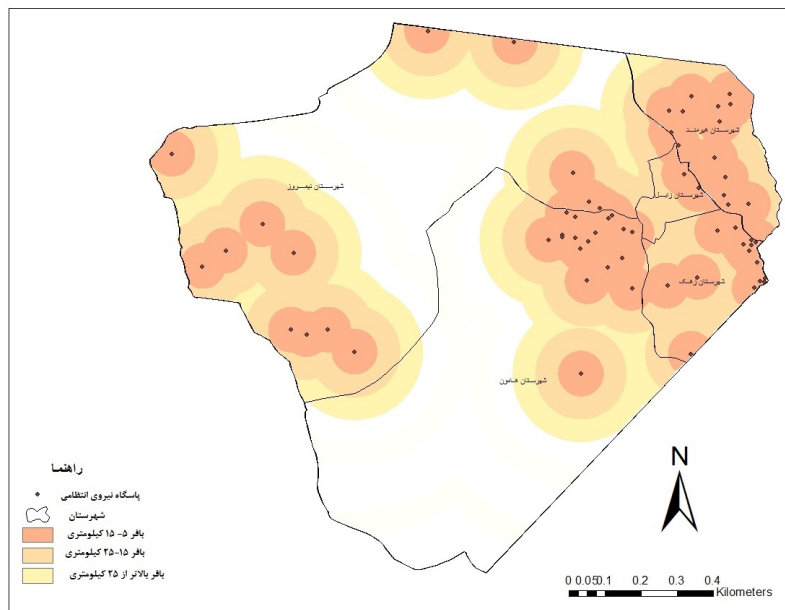 شهرستان هیرمند
شهرستان نیمروز
شهرستان زابل
شهرستان زهک
شهرستان هامون
N
راهنما
پاسگاه نیروی انتظامی
شهرستان
بافر ۵- ۱۵ کیلومتری
بافر ۱۵-۲۵ کیلومتری
بافر بالاتر از ۲۵ کیلومتری
0 0.05 0.1 0.2 0.3 0.4
Kilometers